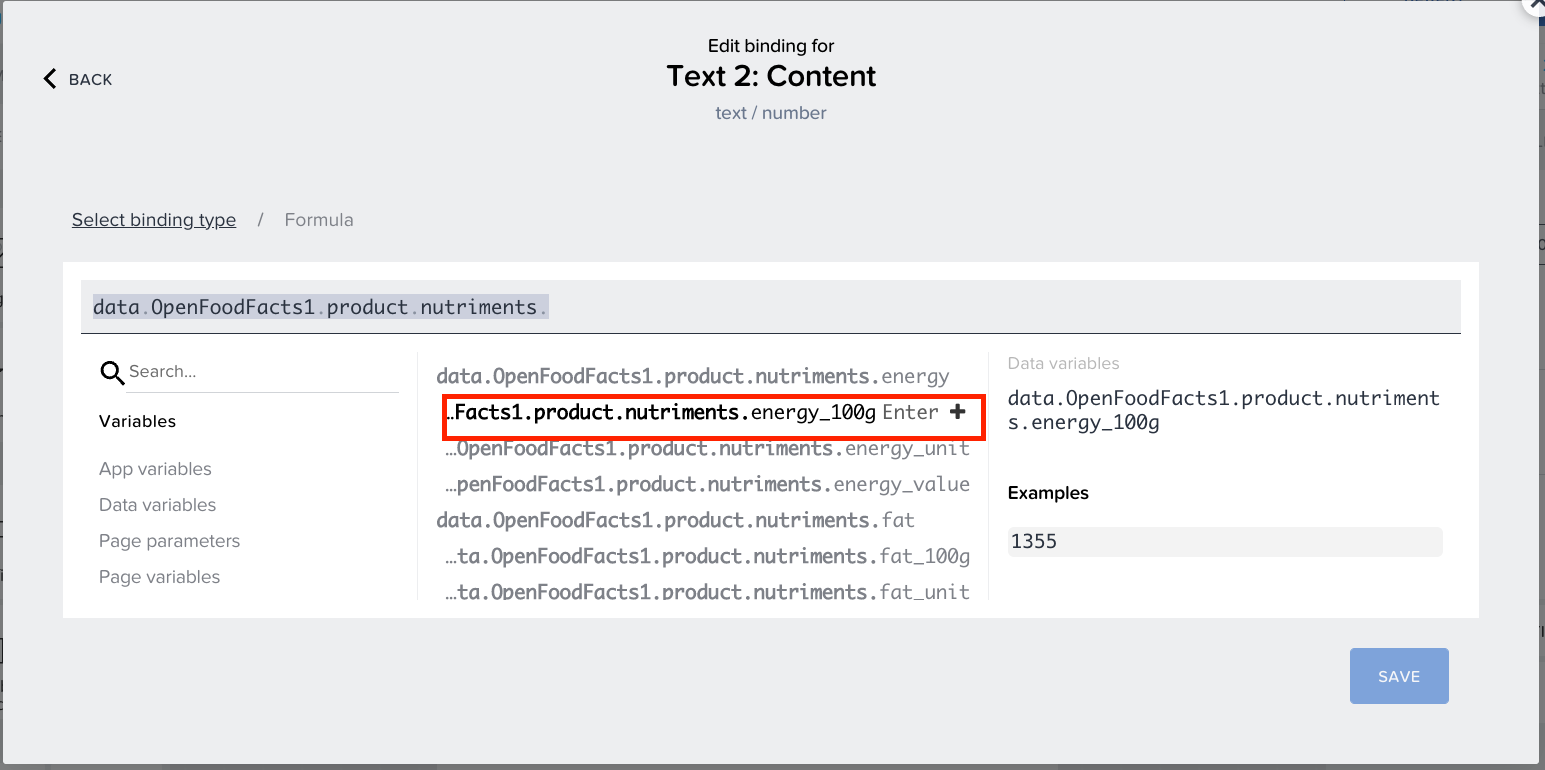 Edit binding for
BACK
Text 2: Content
text / number
Select binding type / Formula
data.OpenFoodFacts1.product.nutriments.
Search...
Variables
App variables
Data variables
Page parameters
Page variables
data.OpenFoodFacts1.product.nutriments.energy
…Facts1.product.nutriments.energy_100g Enter +
…OpenFoodFacts1.product.nutriments.energy_unit
…penFoodFacts1.product.nutriments.energy_value
data.OpenFoodFacts1.product.nutriments.fat
…ta.OpenFoodFacts1.product.nutriments.fat_100g
…ta.OpenFoodFacts1.product.nutriments.fat_unit
Data variables
data.OpenFoodFacts1.product.nutriment
s.energy_100g
Examples
1355
SAVE